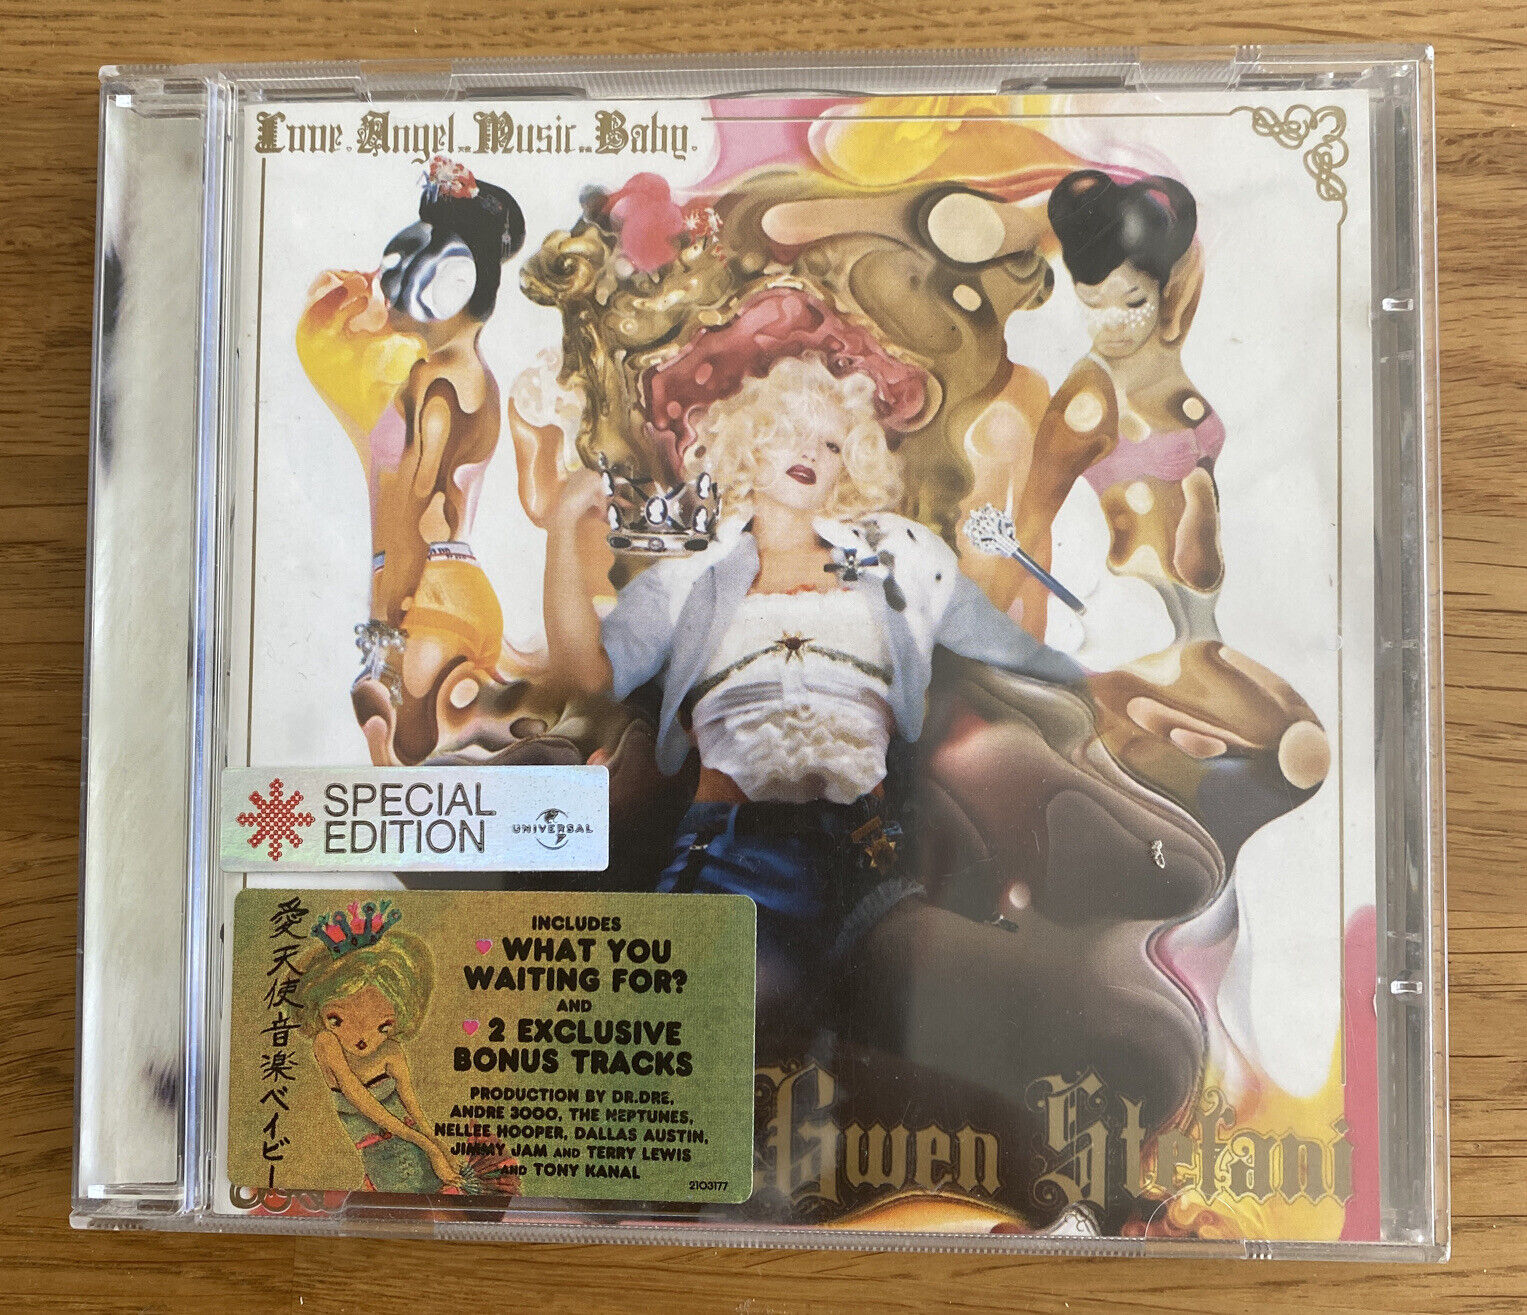 Love. Angel. Music. Baby.
SPECIAL
EDITION
UNIVERSAL
愛天使音楽ベイビー
INCLUDES
WHAT YOU
WAITING FOR?
AND
2 EXCLUSIVE
BONUS TRACKS
PRODUCTION BY DR.DRE,
ANDRE 3000, THE NEPTUNES,
NELLEE HOOPER, DALLAS AUSTIN,
JIMMY JAM AND TERRY LEWIS
AND TONY KANAL
2103177
Gwen Stefani